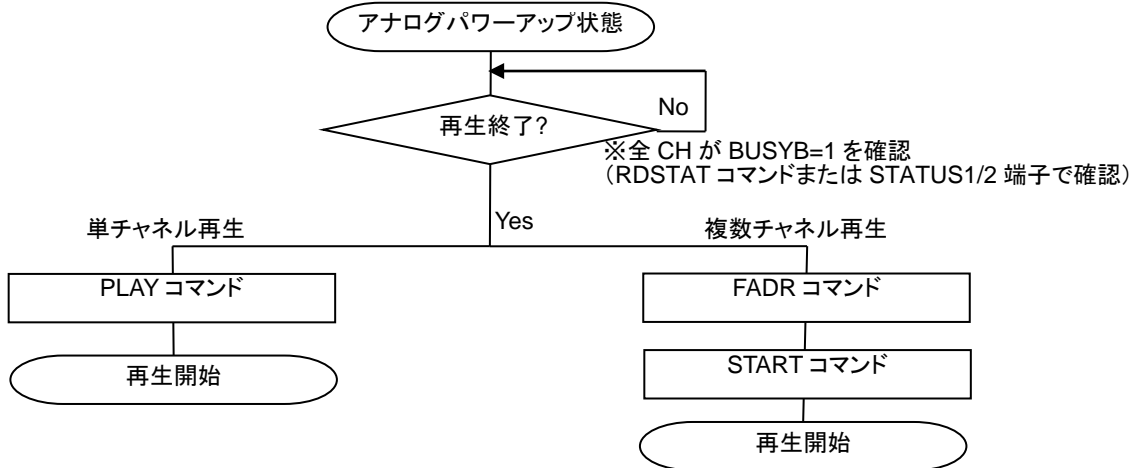 アナログパワーアップ状態
No
再生終了?
※全 CH が BUSYB=1 を確認
（RDSTAT コマンドまたは STATUS1/2 端子で確認）
Yes
単チャネル再生
複数チャネル再生
PLAY コマンド
FADR コマンド
再生開始
START コマンド
再生開始